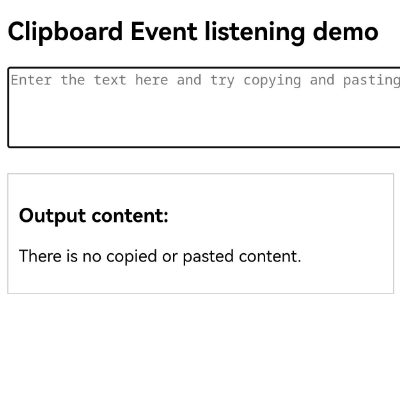 Clipboard Event listening demo
Enter the text here and try copying and pasting
Output content:
There is no copied or pasted content.